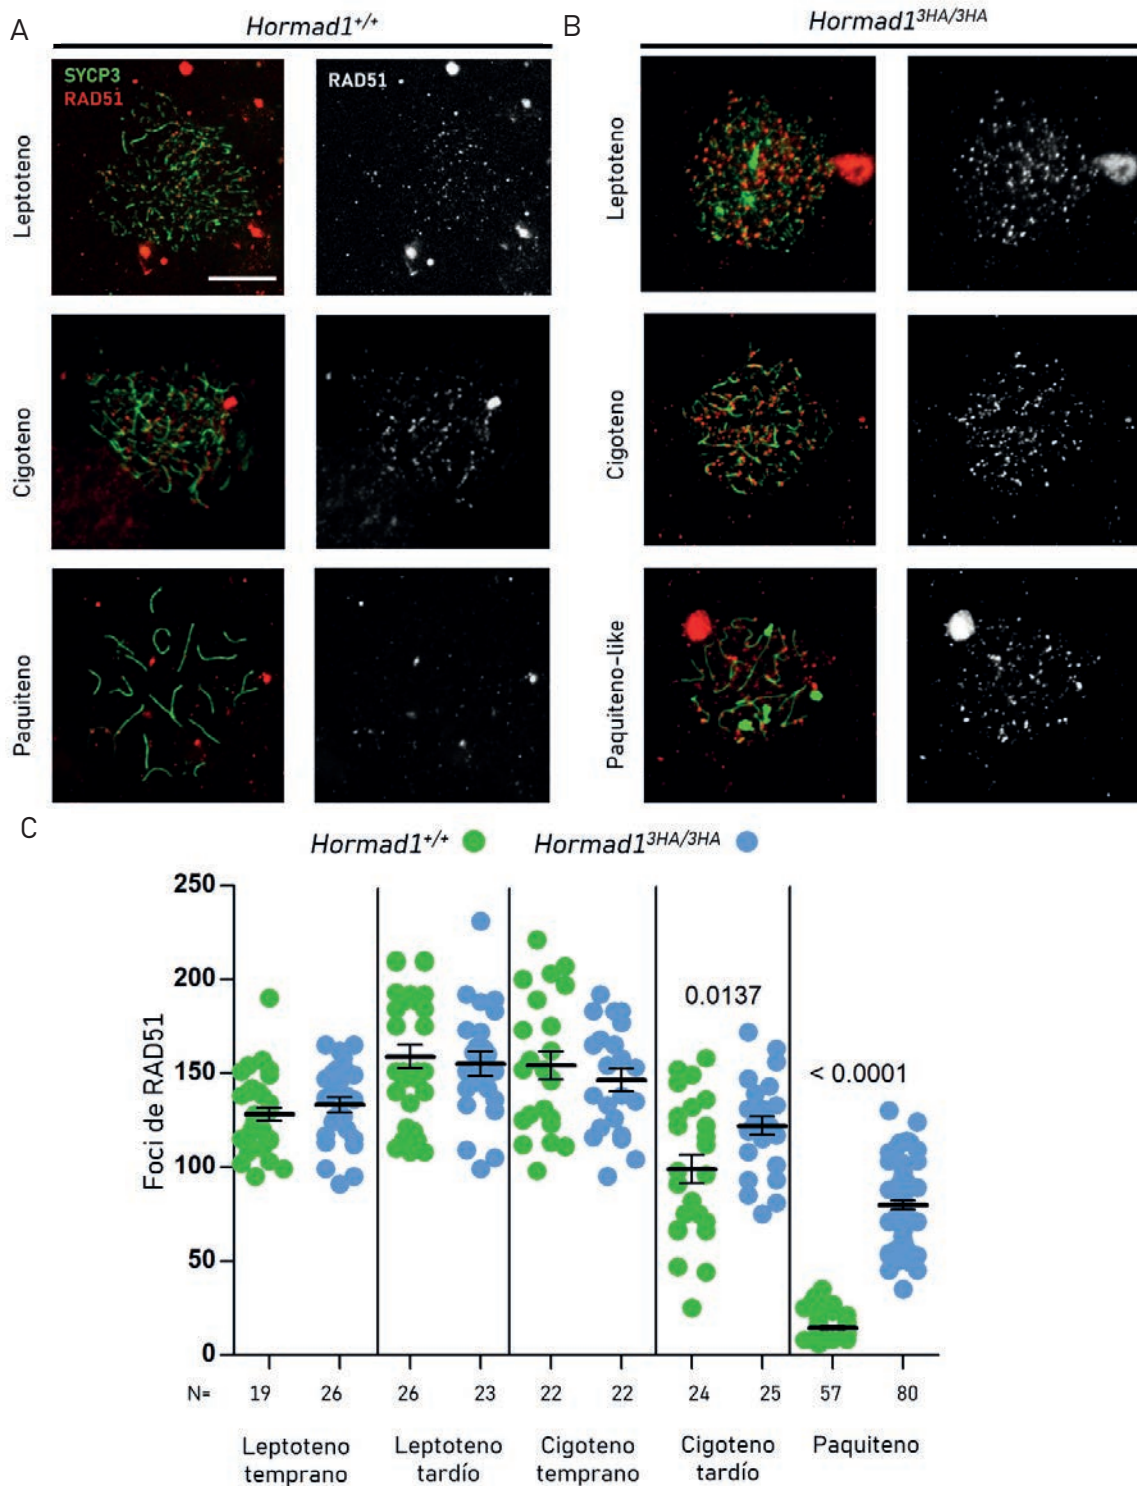 A
Hormad1+/+
B
Hormad13HA/3HA
SYCP3
RAD51
RAD51
Leptoteno
Leptoteno
Cigoteno
Cigoteno
Paquiteno
Paquiteno-like
C
Hormad1+/+
Hormad13HA/3HA
Foci de RAD51
250
200
150
100
50
0
0.0137
< 0.0001
N= 19 26 26 23 22 22 24 25 57 80
Leptoteno temprano
Leptoteno tardío
Cigoteno temprano
Cigoteno tardío
Paquiteno